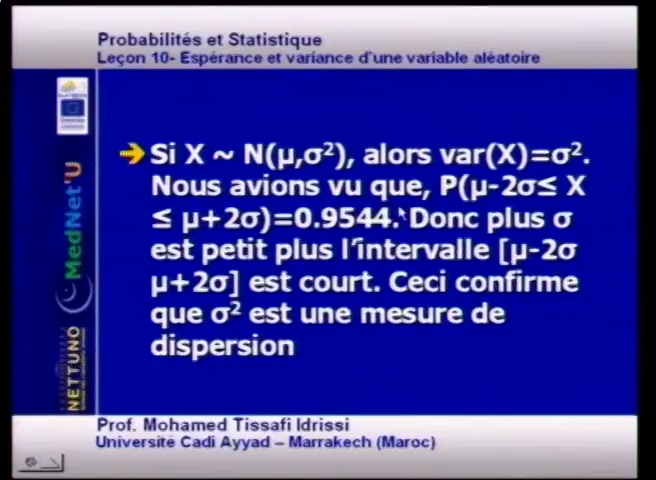 Probabilités et Statistique
Leçon 10- Espérance et variance d'une variable aléatoire
Si X ~ N(μ,σ²), alors var(X)=σ².
Nous avions vu que, P(μ-2σ≤ X
≤ μ+2σ)=0.9544. Donc plus σ
est petit plus l'intervalle [μ-2σ
μ+2σ] est court. Ceci confirme
que σ² est une mesure de
dispersion
MedNet'U
NETTUNO
Prof. Mohamed Tissafi Idrissi
Université Cadi Ayyad – Marrakech (Maroc)